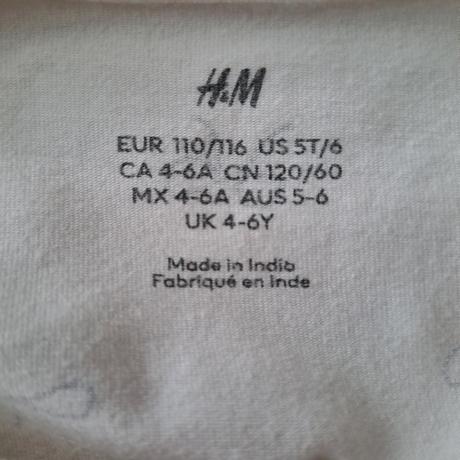 H&M
EUR 110/116 US 5T/6
CA 4-6A CN 120/60
MX 4-6A AUS 5-6
UK 4-6Y
Made in India
Fabriqué en Inde